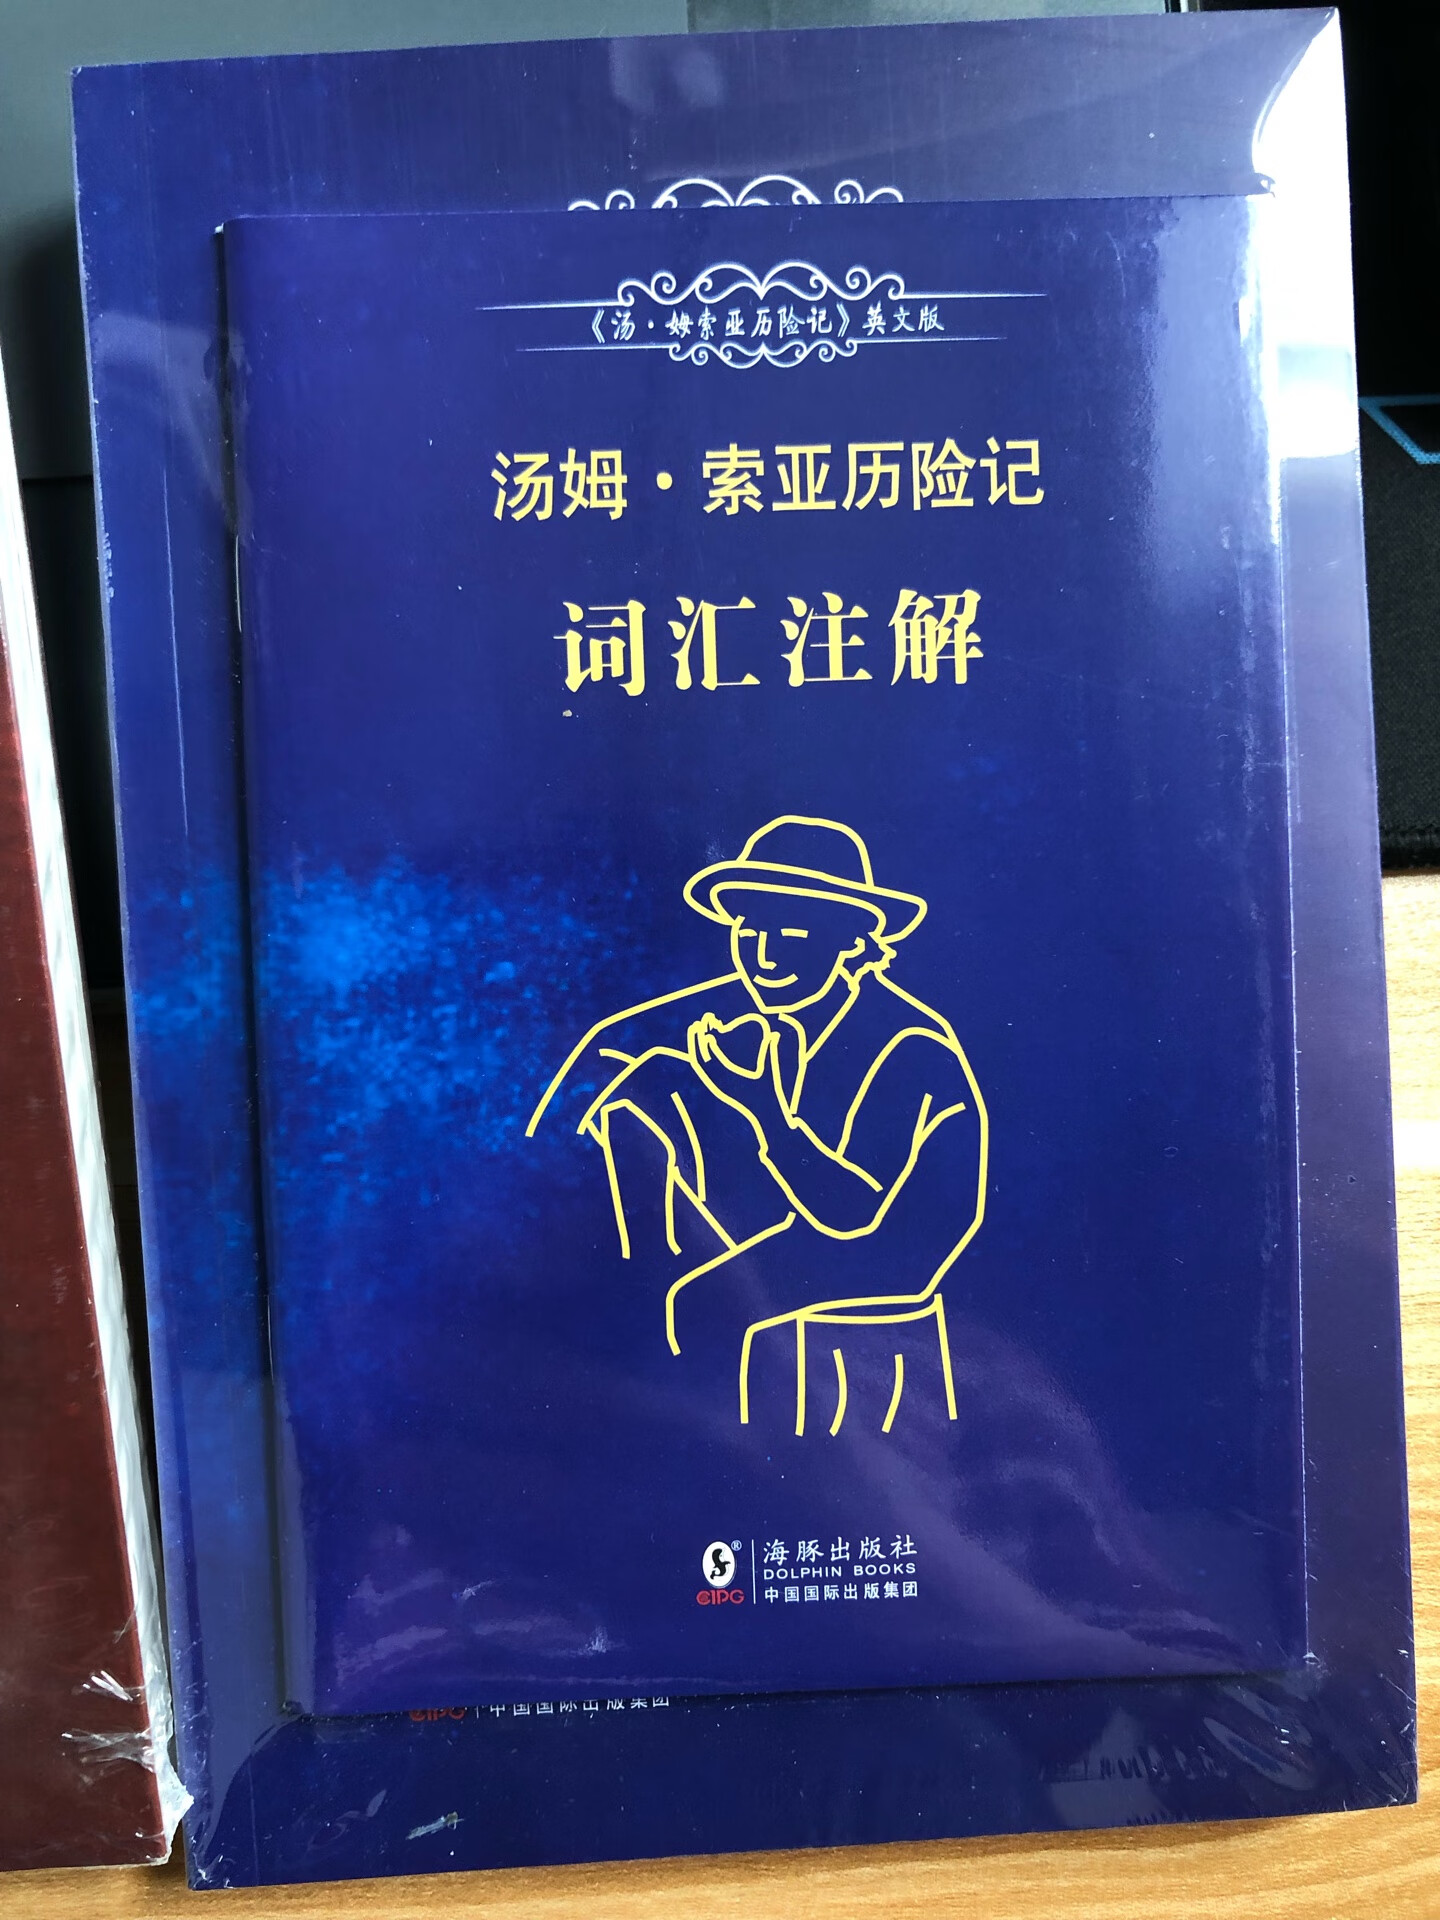 《汤·姆索亚历险记》英文版
汤姆·索亚历险记
词汇注解
®
海豚出版社
DOLPHIN BOOKS
CIPG
中国国际出版集团
CIPG
中国国际出版集团